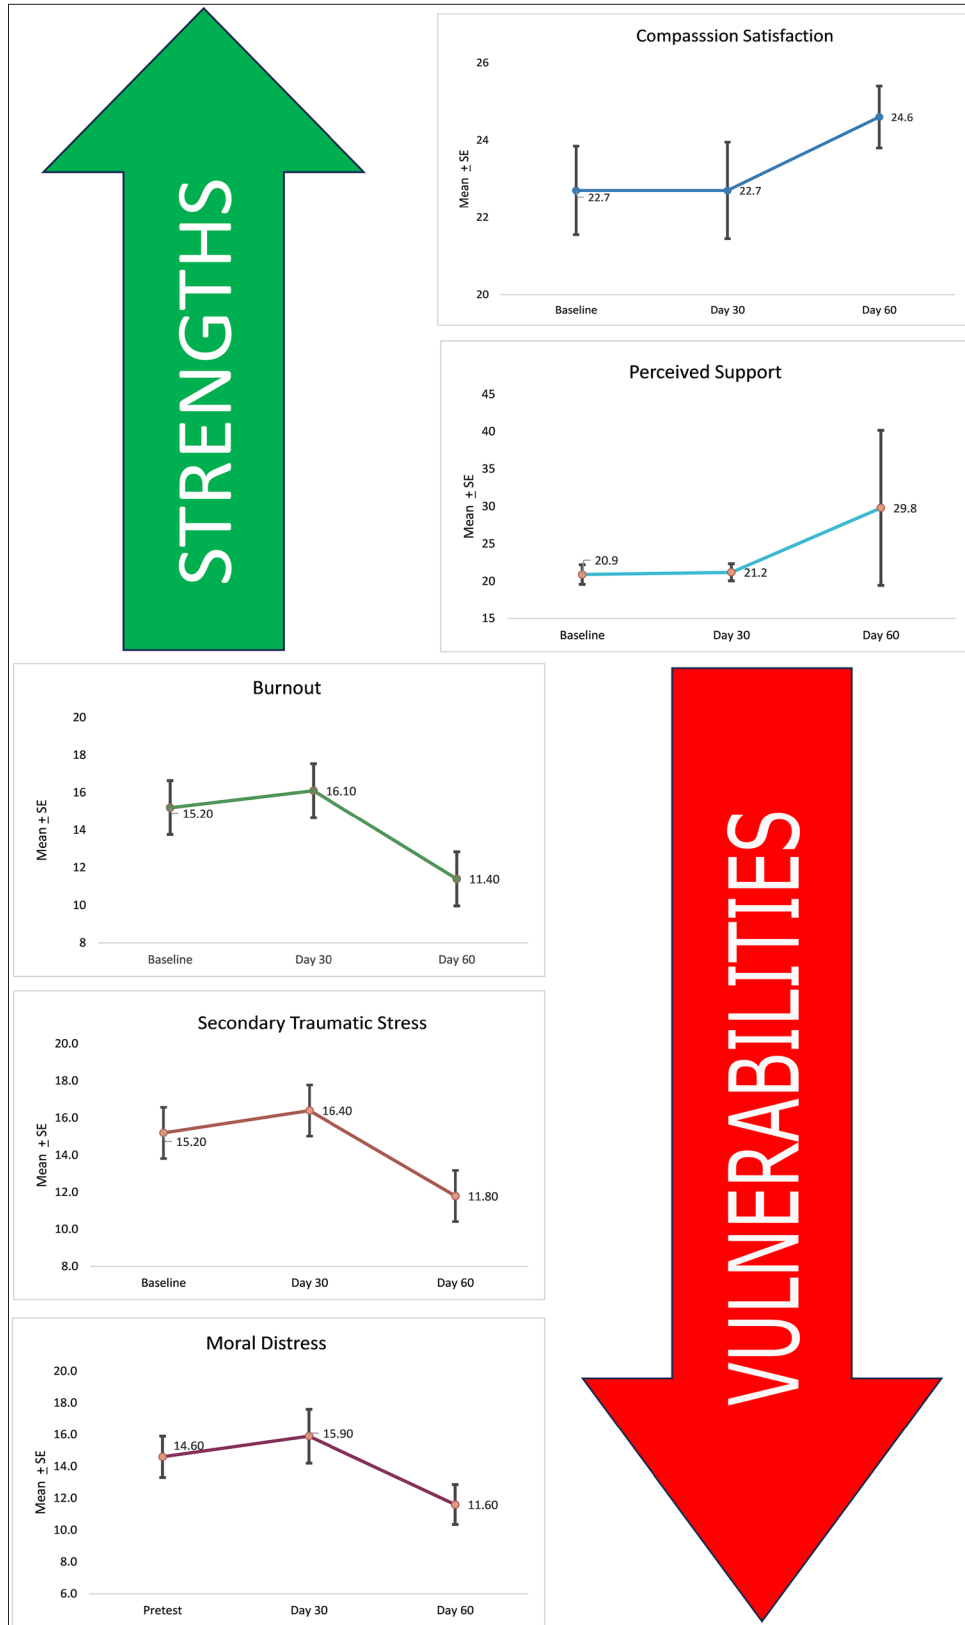 STRENGTHS
Compasssion Satisfaction
Mean ± SE
26
24
22
20
22.7
22.7
24.6
Baseline
Day 30
Day 60
Perceived Support
Mean ± SE
45
40
35
30
25
20
15
20.9
21.2
29.8
Baseline
Day 30
Day 60
Burnout
Mean ± SE
20
18
16
14
12
10
8
15.20
16.10
11.40
Baseline
Day 30
Day 60
VULNERABILITIES
Secondary Traumatic Stress
Mean ± SE
20.0
18.0
16.0
14.0
12.0
10.0
8.0
15.20
16.40
11.80
Baseline
Day 30
Day 60
Moral Distress
Mean ± SE
20.0
18.0
16.0
14.0
12.0
10.0
8.0
6.0
14.60
15.90
11.60
Pretest
Day 30
Day 60